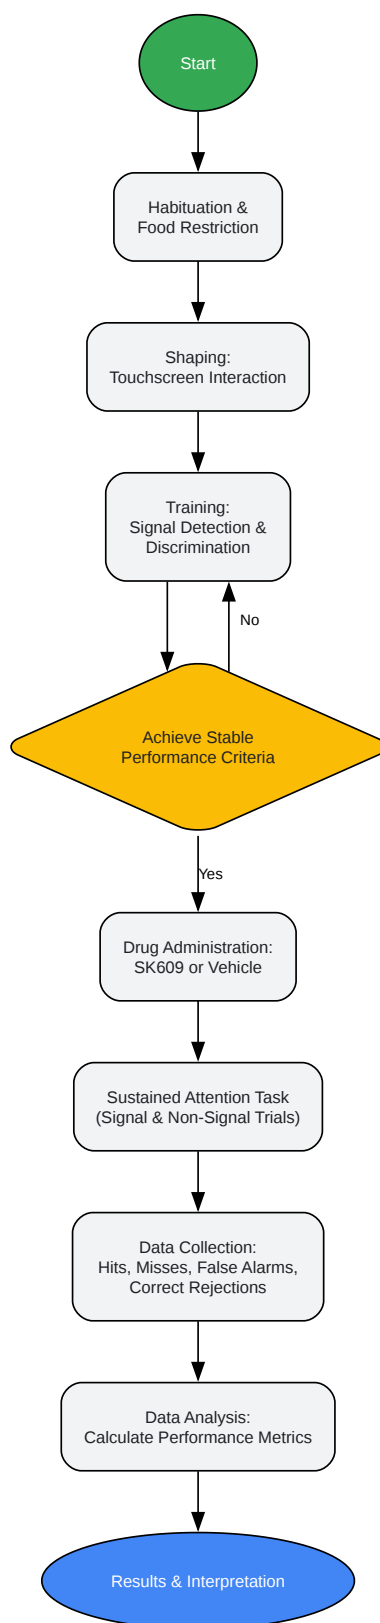 Start
Habituation &
Food Restriction
Shaping:
Touchscreen Interaction
Training:
Signal Detection &
Discrimination
No
Achieve Stable
Performance Criteria
Yes
Drug Administration:
SK609 or Vehicle
Sustained Attention Task
(Signal & Non-Signal Trials)
Data Collection:
Hits, Misses, False Alarms,
Correct Rejections
Data Analysis:
Calculate Performance Metrics
Results & Interpretation